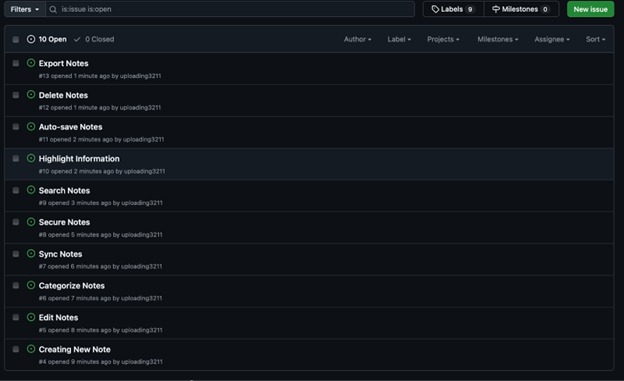 Filters
is:issue is:open
Labels 9
Milestones 0
New issue
10 Open 0 Closed
Author Label Projects Milestones Assignee Sort
Export Notes
#13 opened 1 minute ago by uploading3211
Delete Notes
#12 opened 1 minute ago by uploading3211
Auto-save Notes
#11 opened 2 minutes ago by uploading3211
Highlight Information
#10 opened 2 minutes ago by uploading3211
Search Notes
#9 opened 3 minutes ago by uploading3211
Secure Notes
#8 opened 5 minutes ago by uploading3211
Sync Notes
#7 opened 6 minutes ago by uploading3211
Categorize Notes
#6 opened 7 minutes ago by uploading3211
Edit Notes
#5 opened 8 minutes ago by uploading3211
Creating New Note
#4 opened 9 minutes ago by uploading3211